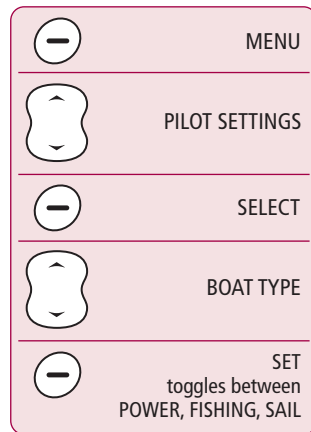 MENU
PILOT SETTINGS
SELECT
BOAT TYPE
SET
toggles between
POWER, FISHING, SAIL